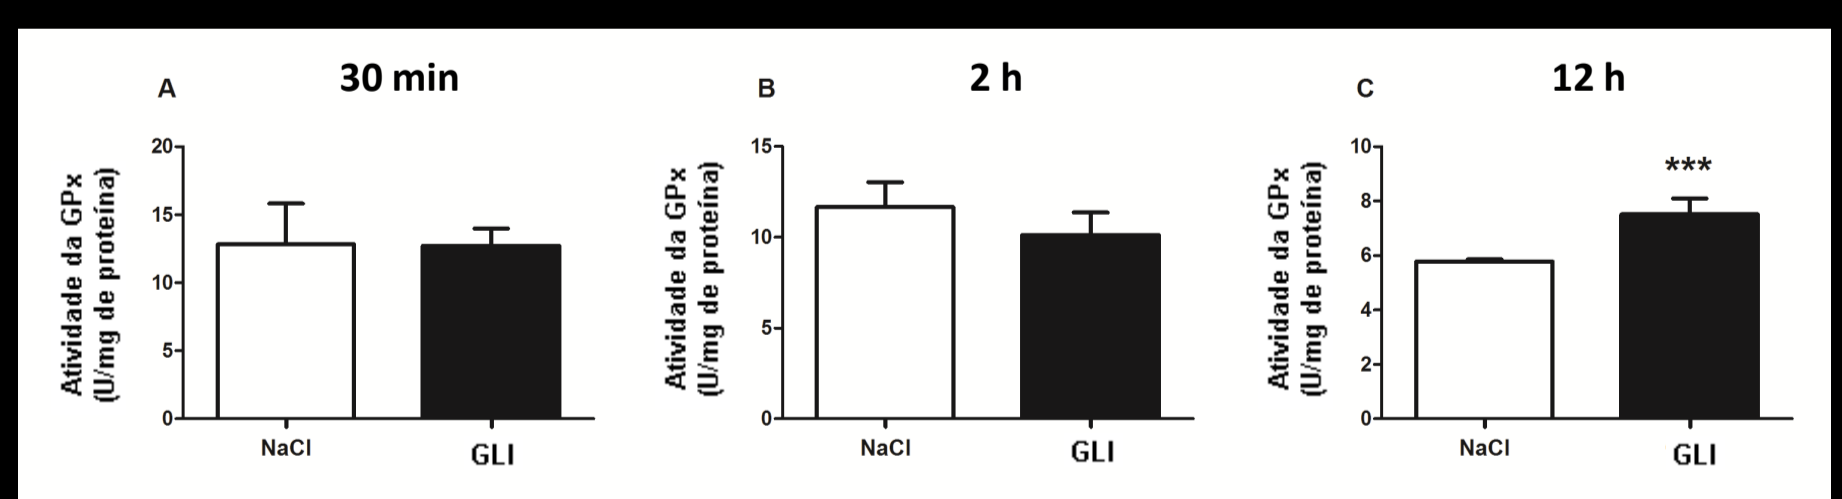 A
30 min
B
2 h
C
12 h
Atividade da GPx
(U/mg de proteína)
20
15
10
5
0
NaCl
GLI
Atividade da GPx
(U/mg de proteína)
15
10
5
0
NaCl
GLI
Atividade da GPx
(U/mg de proteína)
10
8
6
4
2
0
***
NaCl
GLI